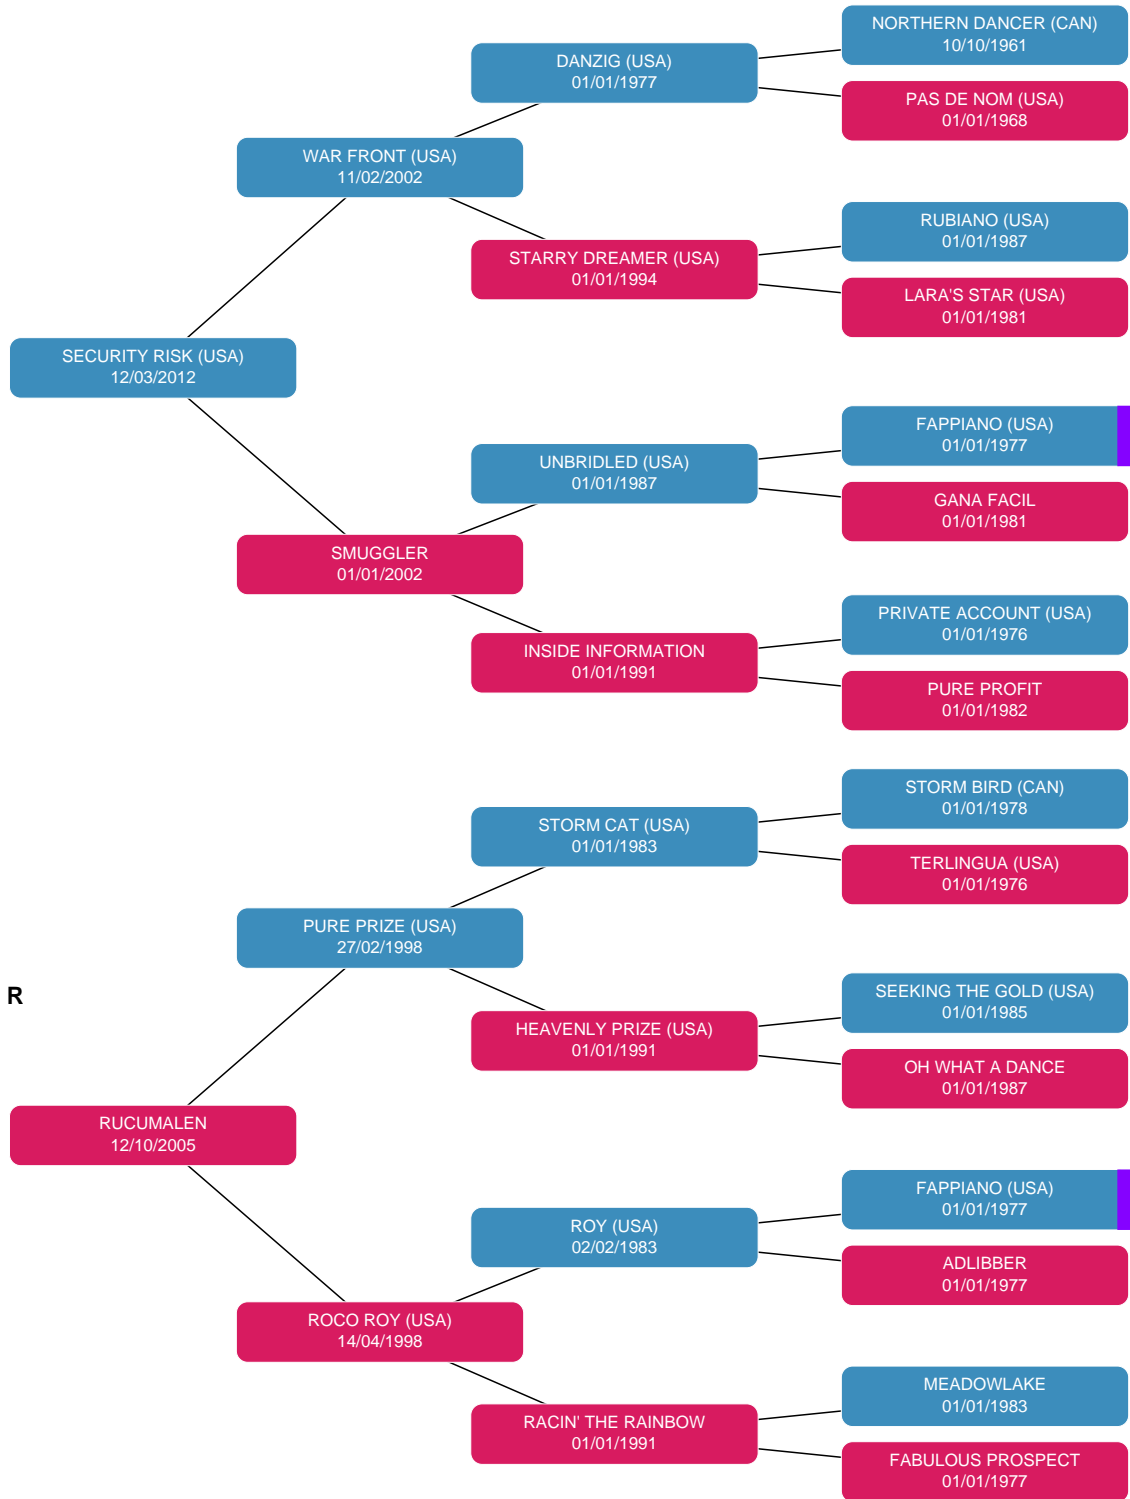 NORTHERN DANCER (CAN)
10/10/1961
DANZIG (USA)
01/01/1977
PAS DE NOM (USA)
01/01/1968
WAR FRONT (USA)
11/02/2002
RUBIANO (USA)
01/01/1987
STARRY DREAMER (USA)
01/01/1994
LARA'S STAR (USA)
01/01/1981
SECURITY RISK (USA)
12/03/2012
FAPPIANO (USA)
01/01/1977
UNBRIDLED (USA)
01/01/1987
GANA FACIL
01/01/1981
SMUGGLER
01/01/2002
PRIVATE ACCOUNT (USA)
01/01/1976
INSIDE INFORMATION
01/01/1991
PURE PROFIT
01/01/1982
STORM BIRD (CAN)
01/01/1978
STORM CAT (USA)
01/01/1983
TERLINGUA (USA)
01/01/1976
PURE PRIZE (USA)
27/02/1998
R
SEEKING THE GOLD (USA)
01/01/1985
HEAVENLY PRIZE (USA)
01/01/1991
OH WHAT A DANCE
01/01/1987
RUCUMALEN
12/10/2005
FAPPIANO (USA)
01/01/1977
ROY (USA)
02/02/1983
ADLIBBER
01/01/1977
ROCO ROY (USA)
14/04/1998
MEADOWLAKE
01/01/1983
RACIN' THE RAINBOW
01/01/1991
FABULOUS PROSPECT
01/01/1977